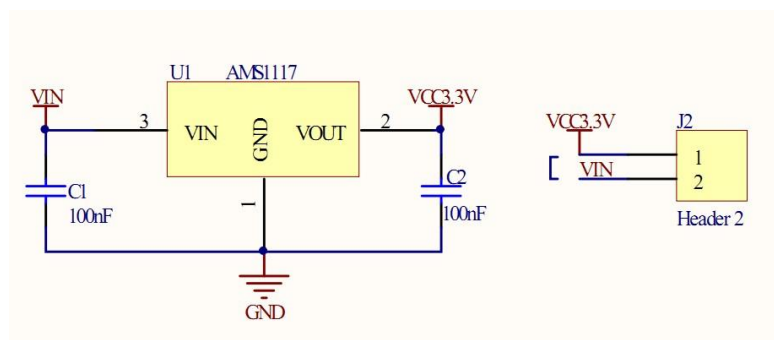 U1 AMS1117
VIN
3 VIN GND VOUT 2
VCC3.3V
C1
100nF
1
C2
100nF
GND
VCC3.3V
VIN
J2
1
2
Header 2